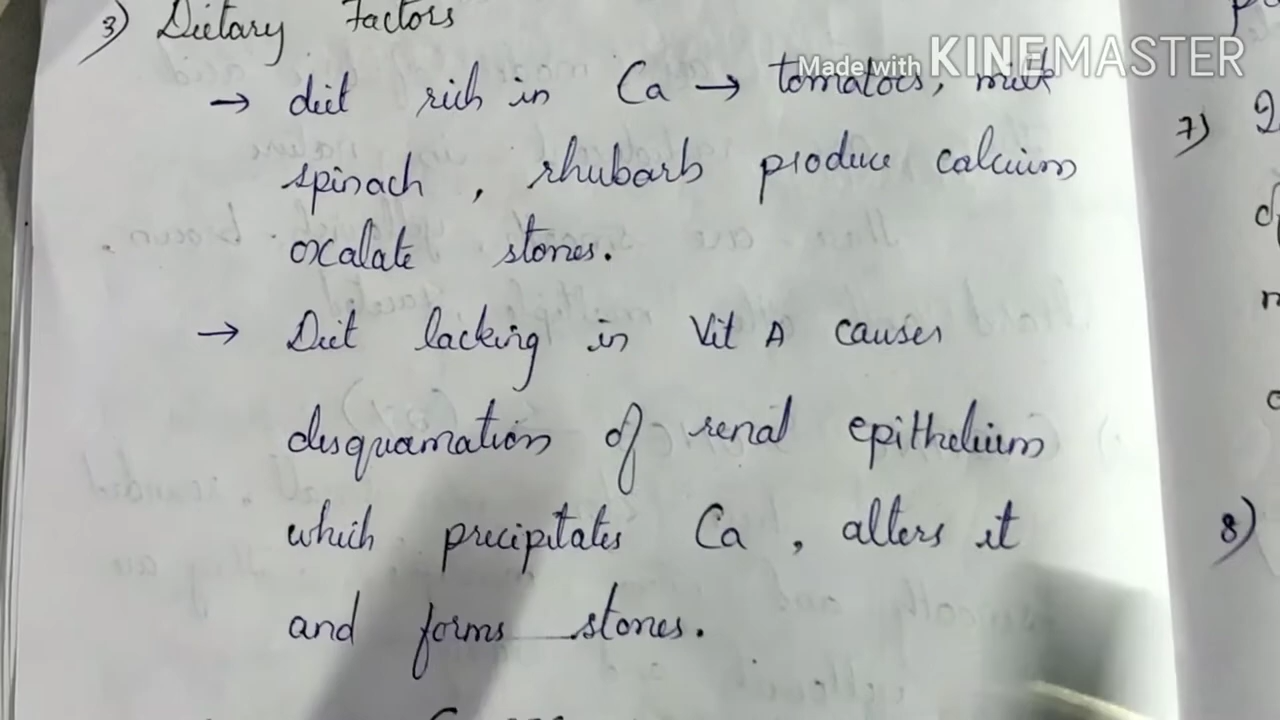 3) Dietary Factors
Made with KINEMASTER
→ diet rich in Ca → tomatoes, milk
spinach , rhubarb produce calcium
oxalate stones.
→ Diet lacking in Vit A causes
desquamation of renal epithelium
which precipitates Ca , alters it
and forms stones.
7)
8)